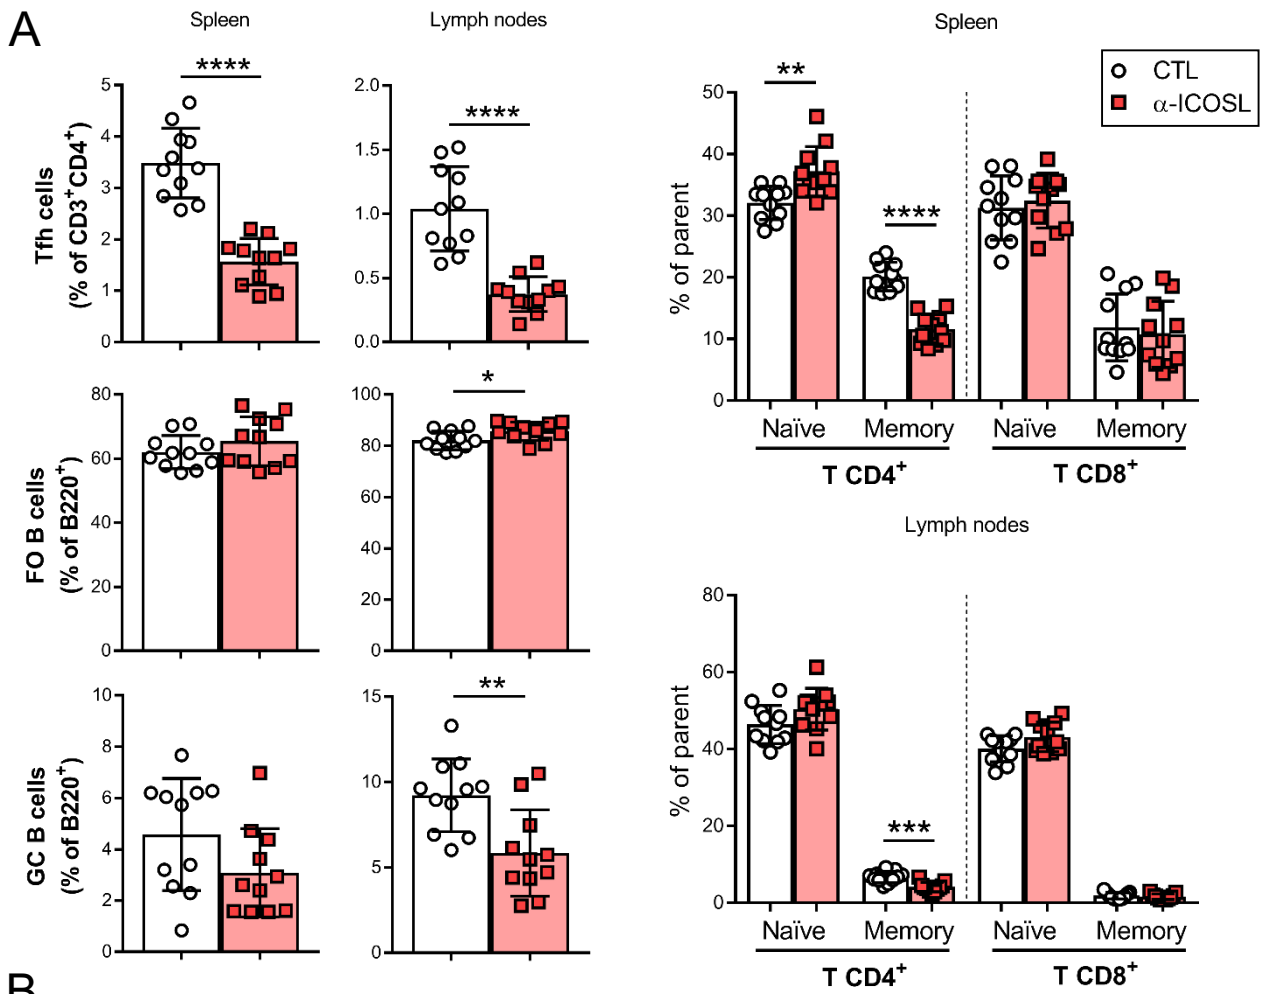 A
Spleen
Lymph nodes
Tfh cells
(% of CD3⁺CD4⁺)
****
5
4
3
2
1
0
****
2.0
1.5
1.0
0.5
0.0
FO B cells
(% of B220⁺)
80
60
40
20
0
*
100
80
60
40
20
0
GC B cells
(% of B220⁺)
10
8
6
4
2
0
**
15
10
5
0
Spleen
CTL
α-ICOSL
% of parent
50
40
30
20
10
0
**
****
Naïve
Memory
Naïve
Memory
T CD4⁺
T CD8⁺
Lymph nodes
% of parent
80
60
40
20
0
***
Naïve
Memory
Naïve
Memory
T CD4⁺
T CD8⁺
B